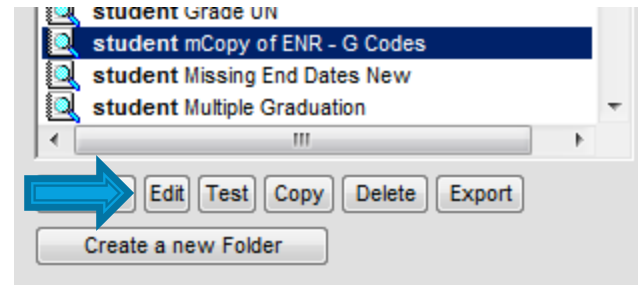 student Grade UN
student mCopy of ENR - G Codes
student Missing End Dates New
student Multiple Graduation
Edit Test Copy Delete Export
Create a new Folder